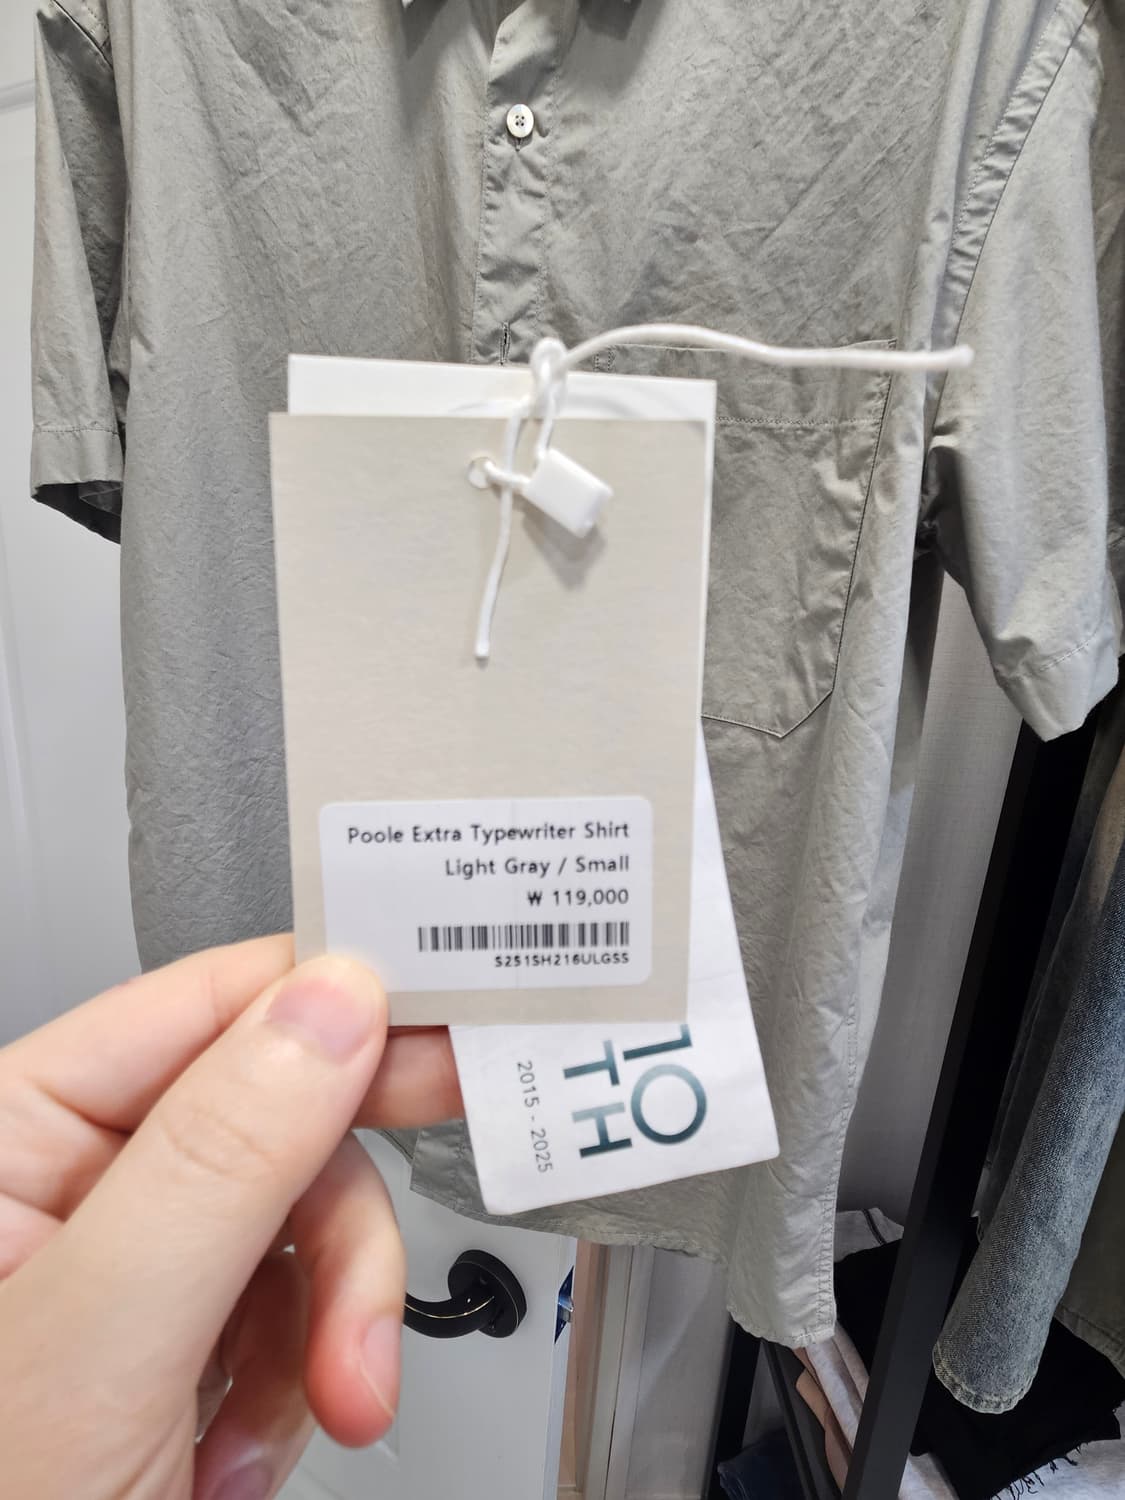 Poole Extra Typewriter Shirt
Light Gray / Small
₩ 119,000
S251SH216ULGSS
10
TH
2015 - 2025